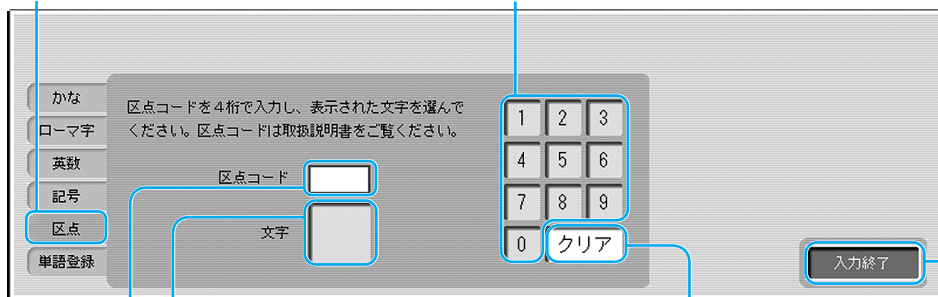 かな
ローマ字
英数
記号
区点
単語登録
区点コードを4桁で入力し、表示された文字を選んで
ください。区点コードは取扱説明書をご覧ください。
区点コード
文字
1 2 3
4 5 6
7 8 9
0 クリア
入力終了